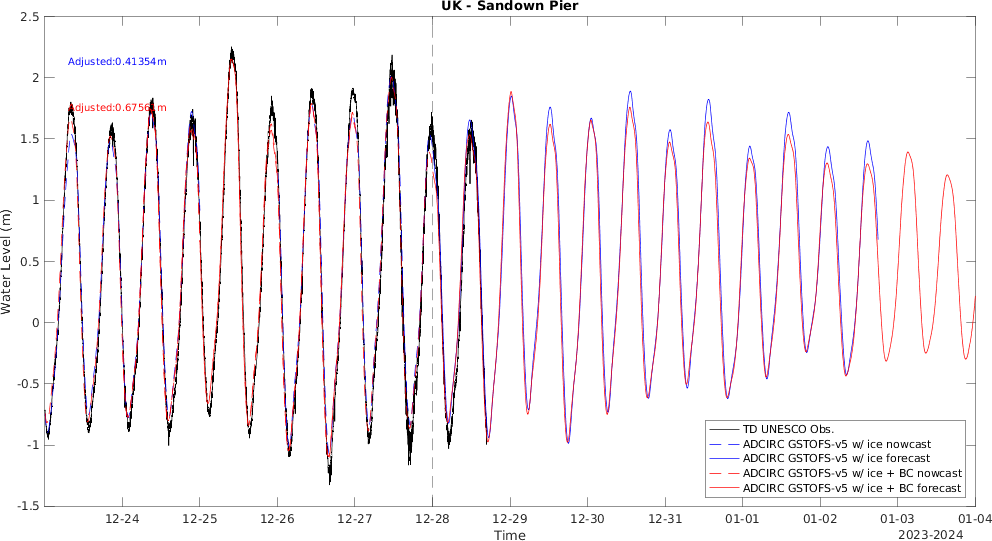 UK - Sandown Pier
2.5
2
1.5
1
0.5
0
-0.5
-1
-1.5
Water Level (m)
Adjusted:0.41354m
TD UNESCO Obs.
ADCIRC GSTOFS-v5 w/ ice nowcast
ADCIRC GSTOFS-v5 w/ ice forecast
ADCIRC GSTOFS-v5 w/ ice + BC nowcast
ADCIRC GSTOFS-v5 w/ ice + BC forecast
12-24 12-25 12-26 12-27 12-28 12-29 12-30 12-31 01-01 01-02 01-03 01-04
Time
2023-2024